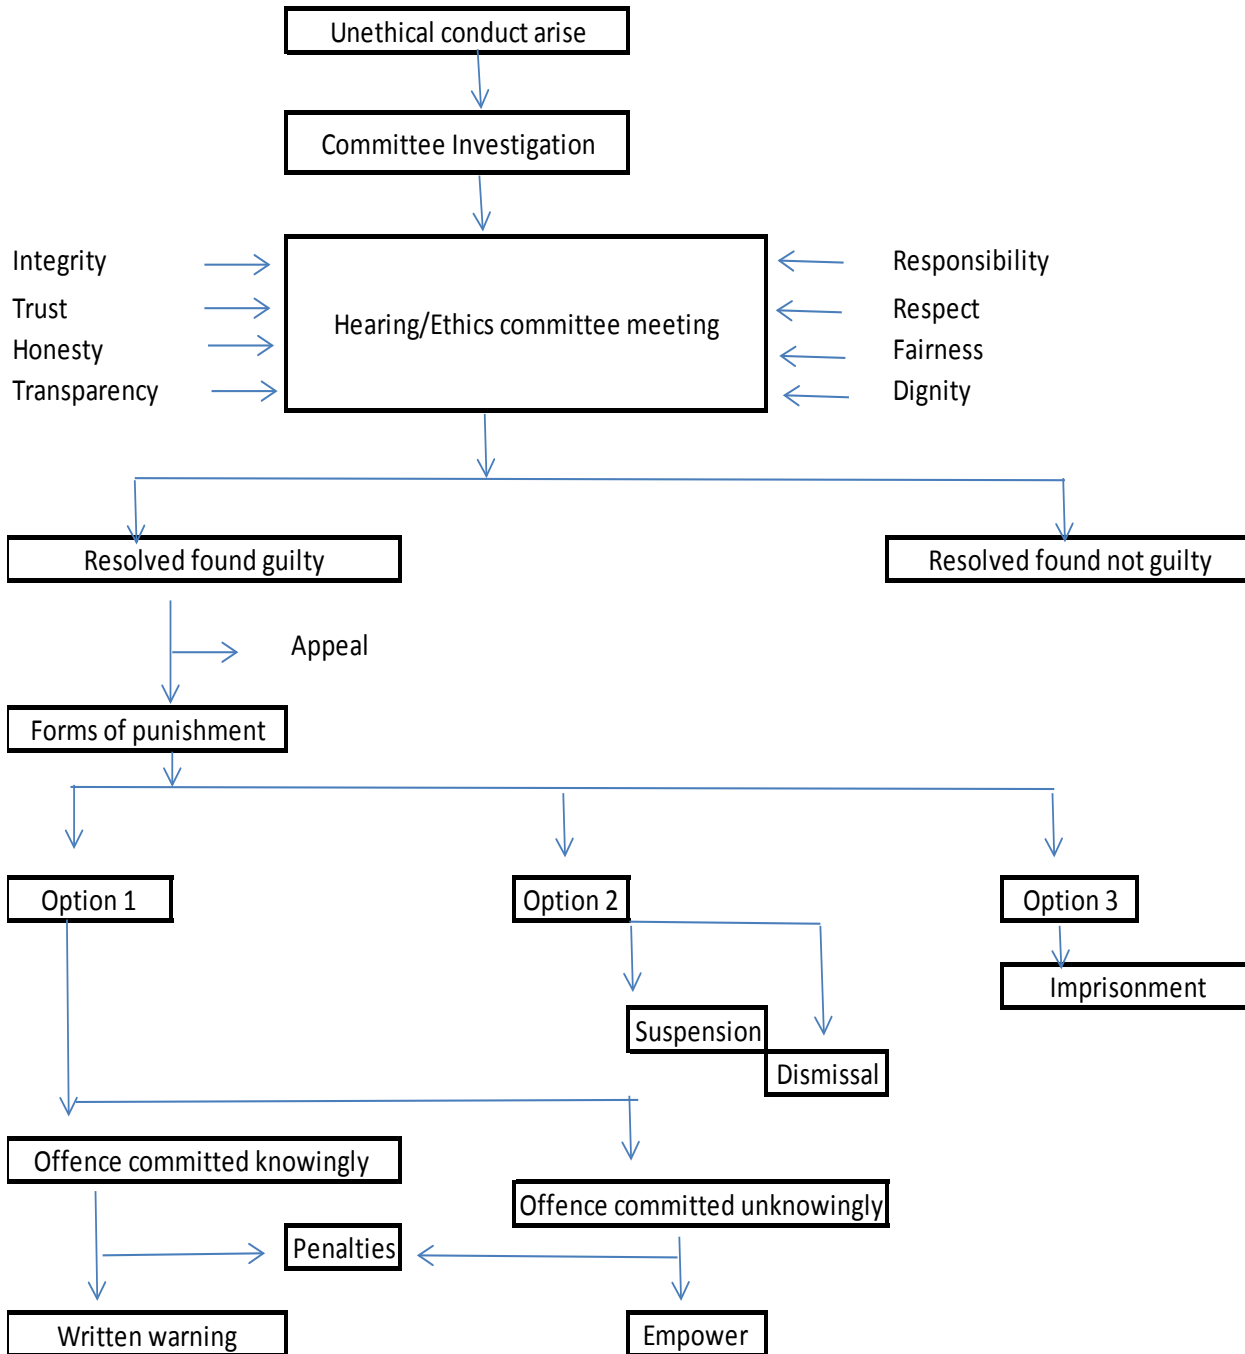 Unethical conduct arise
Committee Investigation
Integrity
Responsibility
Trust
Respect
Hearing/Ethics committee meeting
Honesty
Fairness
Transparency
Dignity
Resolved found guilty
Resolved found not guilty
Appeal
Forms of punishment
Option 1
Option 2
Option 3
Imprisonment
Suspension
Dismissal
Offence committed knowingly
Offence committed unknowingly
Penalties
Written warning
Empower